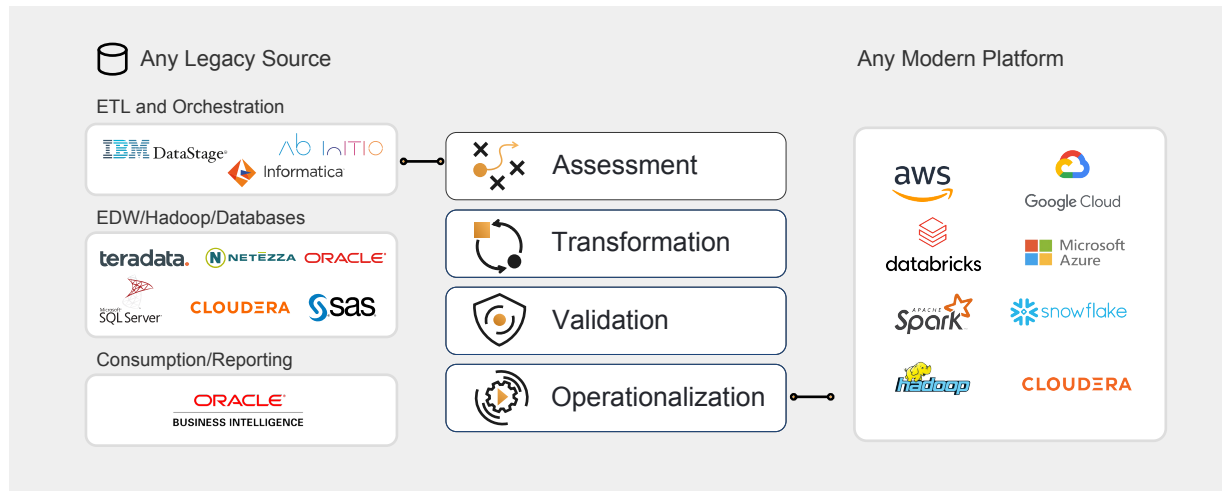 Any Legacy Source
ETL and Orchestration
IBM DataStage®
Ab InITIO
Informatica
EDW/Hadoop/Databases
teradata.
N NETEZZA
ORACLE®
Microsoft
SQL Server
CLOUDERA
sas
Consumption/Reporting
ORACLE®
BUSINESS INTELLIGENCE
Assessment
Transformation
Validation
Operationalization
Any Modern Platform
aws
Google Cloud
databricks
Microsoft
Azure
APACHE
Spark
snowflake
hadoop
CLOUDERA